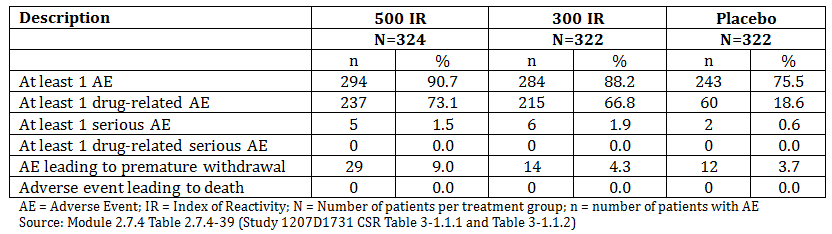 Description 500 IR 300 IR Placebo
N=324 N=322 N=322
n % n % n %
At least 1 AE 294 90.7 284 88.2 243 75.5
At least 1 drug-related AE 237 73.1 215 66.8 60 18.6
At least 1 serious AE 5 1.5 6 1.9 2 0.6
At least 1 drug-related serious AE 0 0.0 0 0.0 0 0.0
AE leading to premature withdrawal 29 9.0 14 4.3 12 3.7
Adverse event leading to death 0 0.0 0 0.0 0 0.0
AE = Adverse Event; IR = Index of Reactivity; N = Number of patients per treatment group; n = number of patients with AE
Source: Module 2.7.4 Table 2.7.4-39 (Study 1207D1731 CSR Table 3-1.1.1 and Table 3-1.1.2)